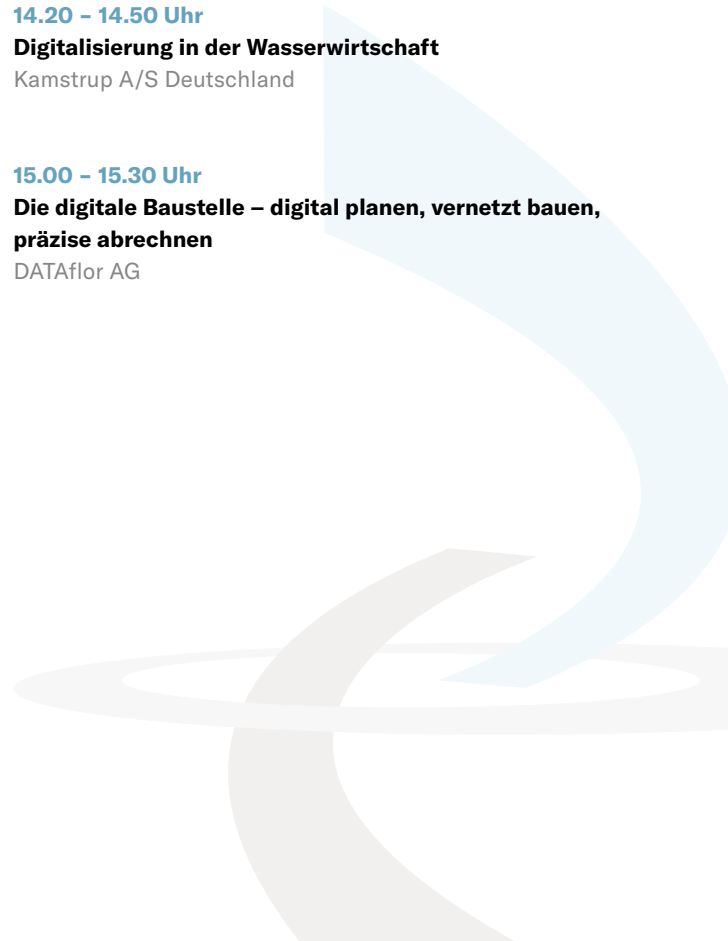 14.20 – 14.50 Uhr
Digitalisierung in der Wasserwirtschaft
Kamstrup A/S Deutschland
15.00 – 15.30 Uhr
Die digitale Baustelle – digital planen, vernetzt bauen,
präzise abrechnen
DATAflor AG